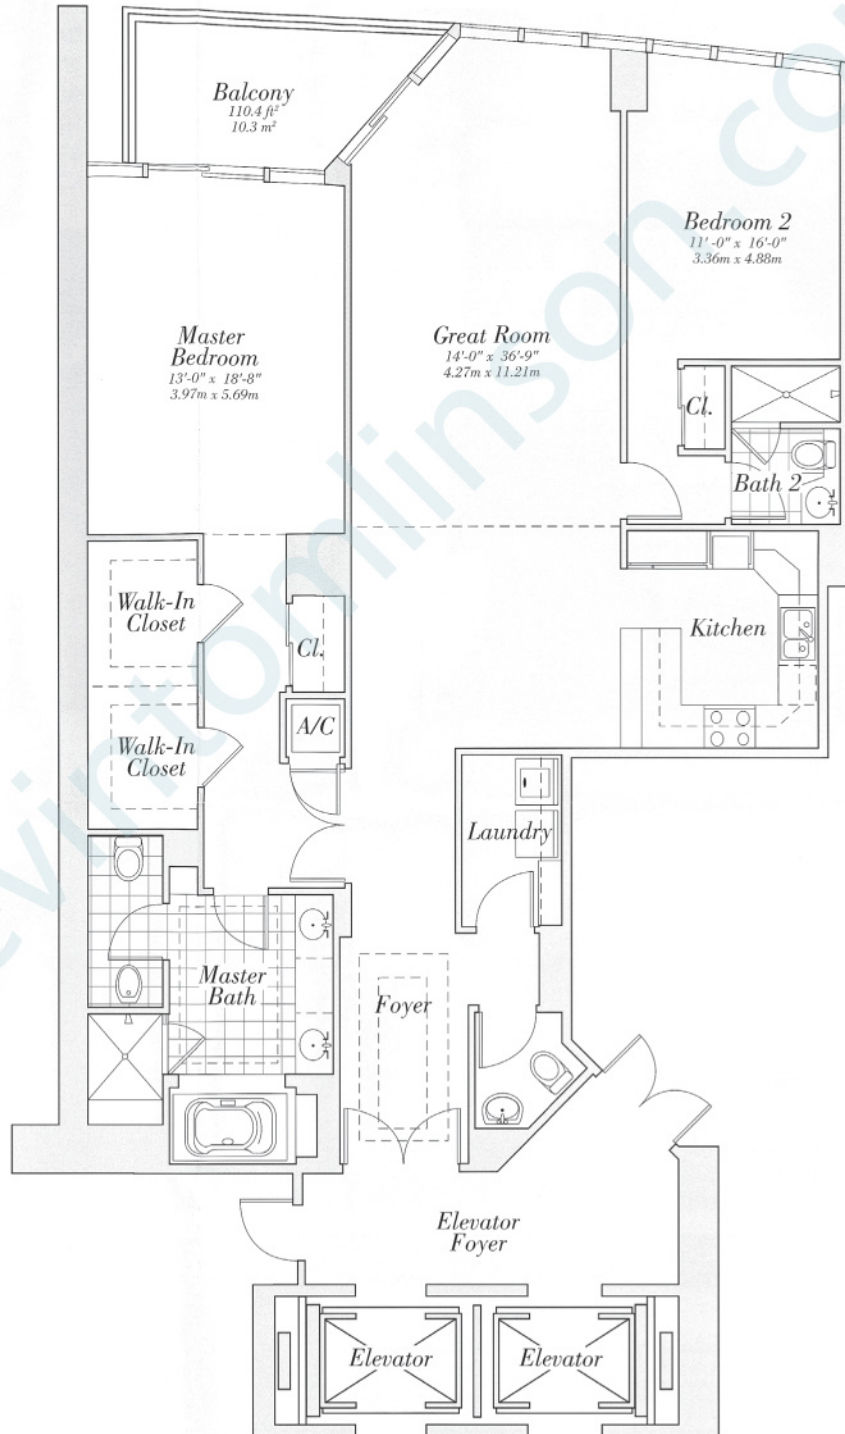 Balcony
110.4 ft²
10.3 m²
Bedroom 2
11' -0" x 16'-0"
3.36m x 4.88m
Master
Bedroom
13'-0" x 18'-8"
3.97m x 5.69m
Great Room
14'-0" x 36'-9"
4.27m x 11.21m
Cl.
Bath 2
Walk-In
Closet
Cl.
Kitchen
A/C
Walk-In
Closet
Laundry
Master
Bath
Foyer
Elevator
Foyer
Elevator
Elevator
evintomlinson.co